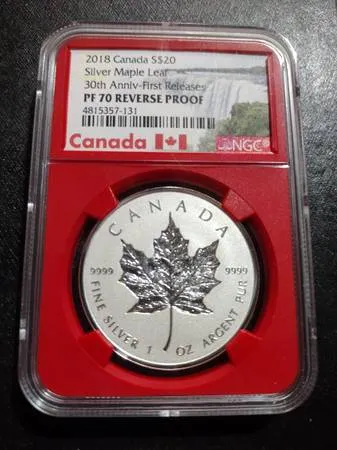 2018 Canada S$20
Silver Maple Leaf
30th Anniv-First Releases
PF 70 REVERSE PROOF
4815357-131
Canada
NGC
CANADA
9999 9999
FINE SILVER 1 OZ ARGENT PUR